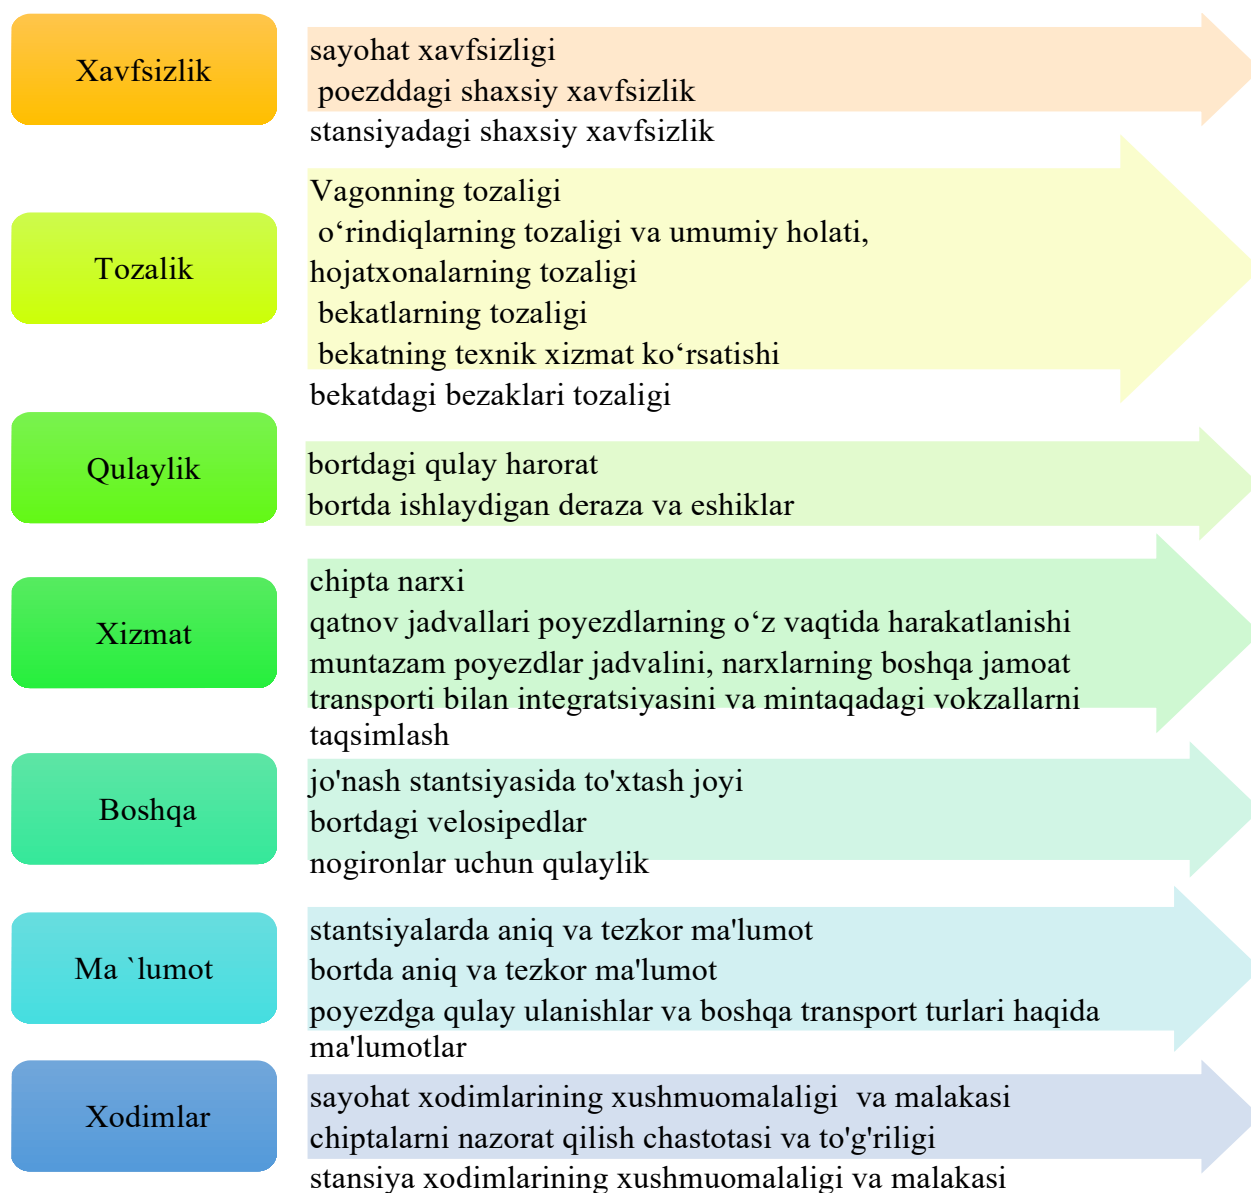 Xavfsizlik
sayohat xavfsizligi
poezddagi shaxsiy xavfsizlik
stansiyadagi shaxsiy xavfsizlik
Tozalik
Vagonning tozaligi
o‘rindiqlarning tozaligi va umumiy holati,
hojatxonalarning tozaligi
bekatlarning tozaligi
bekatning texnik xizmat ko‘rsatishi
bekatdagi bezaklari tozaligi
Qulaylik
bortdagi qulay harorat
bortda ishlaydigan deraza va eshiklar
Xizmat
chipta narxi
qatnov jadvallari poyezdlarning o‘z vaqtida harakatlanishi
muntazam poyezdlar jadvalini, narxlarning boshqa jamoat
transporti bilan integratsiyasini va mintaqadagi vokzallarni
taqsimlash
Boshqa
jo'nash stantsiyasida to'xtash joyi
bortdagi velosipedlar
nogironlar uchun qulaylik
Ma `lumot
stantsiyalarda aniq va tezkor ma'lumot
bortda aniq va tezkor ma'lumot
poyezdga qulay ulanishlar va boshqa transport turlari haqida
ma'lumotlar
Xodimlar
sayohat xodimlarining xushmuomalaligi va malakasi
chiptalarni nazorat qilish chastotasi va to'g'riligi
stansiya xodimlarining xushmuomalaligi va malakasi